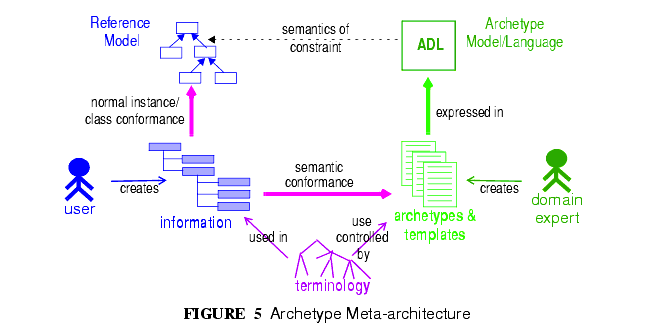 Reference
Model
semantics of
constraint
ADL
Archetype
Model/Language
normal instance/
class conformance
expressed in
user
creates
information
semantic
conformance
archetypes &
templates
creates
domain
expert
used in
use
controlled
by
terminology
FIGURE 5 Archetype Meta-architecture